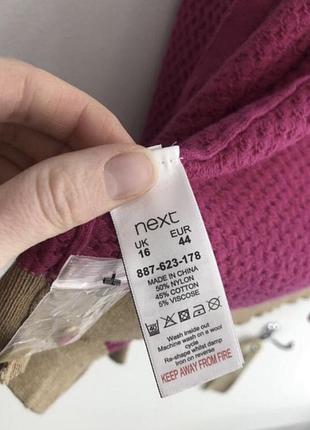 next
UK EUR
16 44
887-623-178
MADE IN CHINA
50% NYLON
45% COTTON
5% VISCOSE
Wash inside out
Machine wash on wool
cycle
Re-shape whilst damp
Iron on reverse
KEEP AWAY FROM FIRE